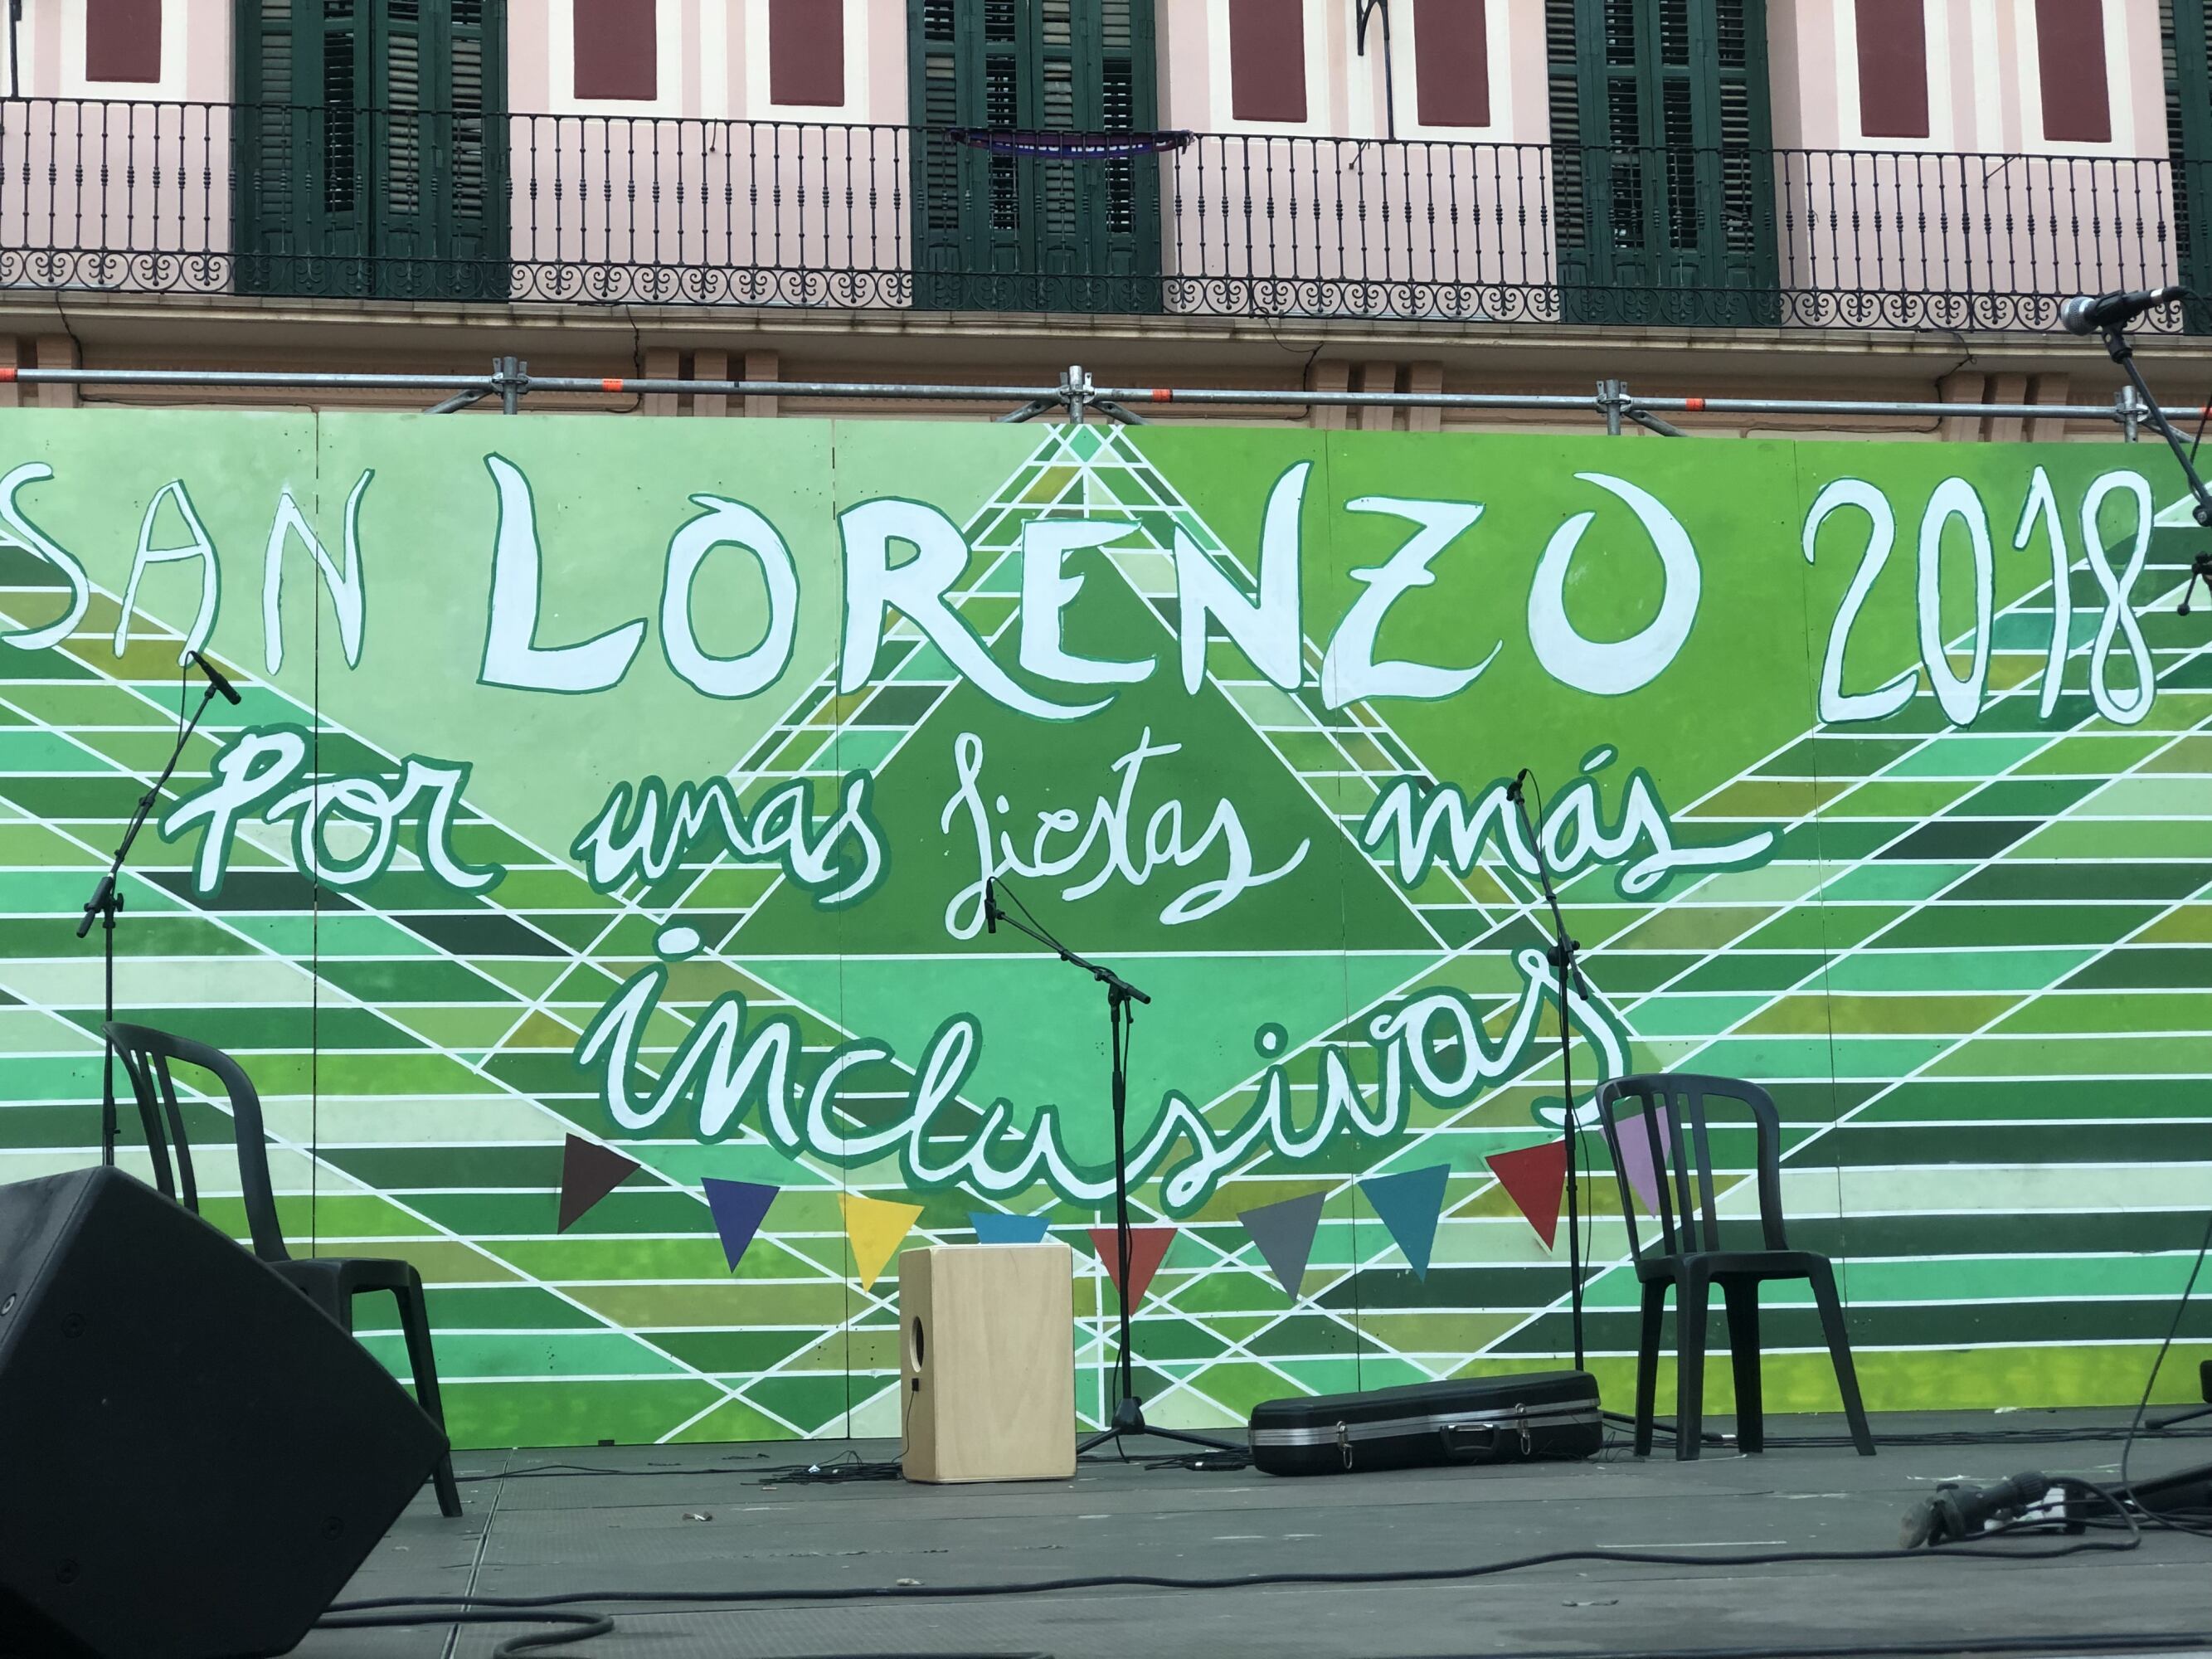 SAN LORENZO 2018
Por unas fiestas más
inclusivas